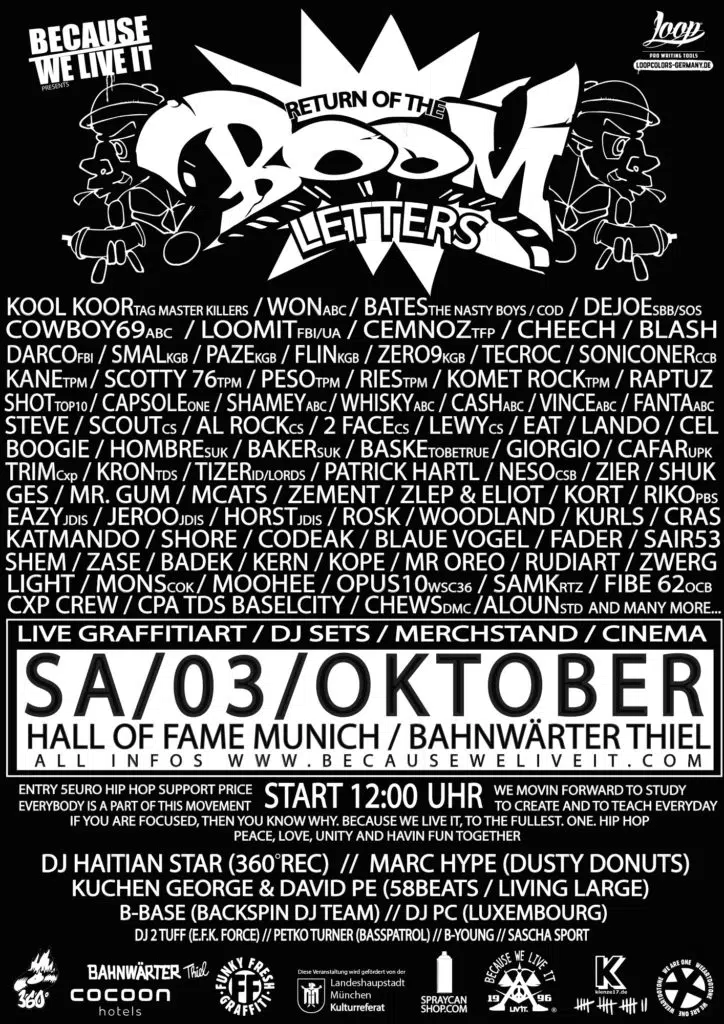 BECAUSE
WE LIVE IT
PRESENTS
Loop
PRO WRITING TOOLS
LOOPCOLORS-GERMANY.DE
RETURN OF THE
BOOM
LETTERS
KOOL KOOR TAG MASTER KILLERS / WON ABC / BATES THE NASTY BOYS / COD / DEJOE SBB/SOS
COWBOY69 ABC / LOOMIT FBI/UA / CEMNOZ TFP / CHEECH / BLASH
DARCO FBI / SMAL KGB / PAZE KGB / FLIN KGB / ZERO9 KGB / TECROC / SONICONER CCB
KANE TPM / SCOTTY 76 TPM / PESO TPM / RIES TPM / KOMET ROCK TPM / RAPTUZ
SHOT TOP10 / CAPSOLE ONE / SHAMEY ABC / WHISKY ABC / CASH ABC / VINCE ABC / FANTA ABC
STEVE / SCOUT CS / AL ROCK CS / 2 FACE CS / LEWY CS / EAT / LANDO / CEL
BOOGIE / HOMBRE SUK / BAKER SUK / BASKE TOBETRUE / GIORGIO / CAFAR UPK
TRIM Cxp / KRON TDS / TIZER ID/LORDS / PATRICK HARTL / NESO CSB / ZIER / SHUK
GES / MR. GUM / MCATS / ZEMENT / ZLEP & ELIOT / KORT / RIKO PBS
EAZY JDIS / JEROO JDIS / HORST JDIS / ROSK / WOODLAND / KURLS / CRAS
KATMANDO / SHORE / CODEAK / BLAUE VOGEL / FADER / SAIR53
SHEM / ZASE / BADEK / KERN / KOPE / MR OREO / RUDIART / ZWERG
LIGHT / MONS COK / MOOHEE / OPUS10 WSC36 / SAMK RTZ / FIBE 62 OCB
CXP CREW / CPA TDS BASELCITY / CHEWS DMC /ALOUN STD AND MANY MORE...
LIVE GRAFFITIART / DJ SETS / MERCHSTAND / CINEMA
SA/03/OKTOBER
HALL OF FAME MUNICH / BAHNWÄRTER THIEL
ALL INFOS WWW.BECAUSEWELIVEIT.COM
ENTRY 5EURO HIP HOP SUPPORT PRICE
EVERYBODY IS A PART OF THIS MOVEMENT
START 12:00 UHR
WE MOVIN FORWARD TO STUDY
TO CREATE AND TO TEACH EVERYDAY
IF YOU ARE FOCUSED, THEN YOU KNOW WHY. BECAUSE WE LIVE IT, TO THE FULLEST. ONE. HIP HOP
PEACE, LOVE, UNITY AND HAVIN FUN TOGETHER
DJ HAITIAN STAR (360°REC) // MARC HYPE (DUSTY DONUTS)
KUCHEN GEORGE & DAVID PE (58BEATS / LIVING LARGE)
B-BASE (BACKSPIN DJ TEAM) // DJ PC (LUXEMBOURG)
DJ 2 TUFF (E.F.K. FORCE) // PETKO TURNER (BASSPATROL) // B-YOUNG // SASCHA SPORT
360°
BAHNWÄRTER Thiel
cocoon
hotels
FUNKY FRESH
FF
GRAFFITI
Diese Veranstaltung wird gefördert von der
Landeshauptstadt
München
Kulturreferat
SPRAYCAN
SHOP.COM
BECAUSE WE LIVE IT
1996
K
kienze17.de
WE ARE ONE